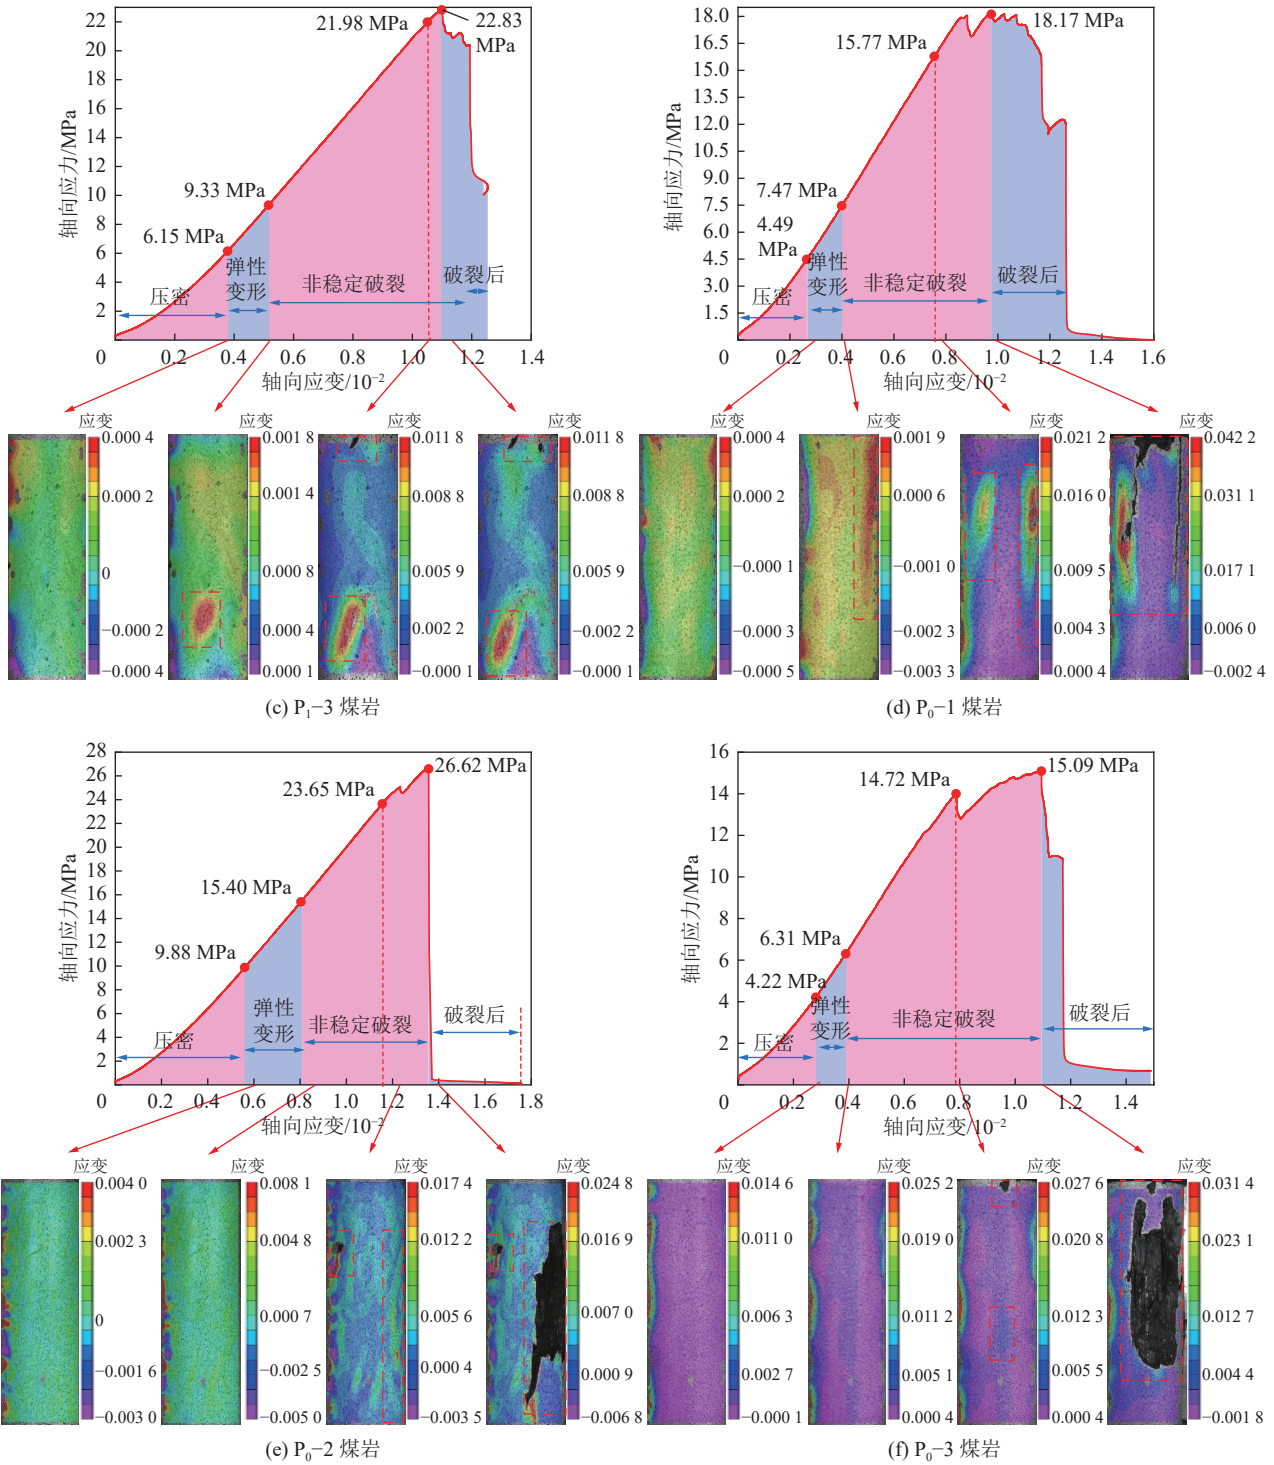 22
20
18
16
14
12
10
8
6
4
2
轴向应力/MPa
21.98 MPa
22.83
MPa
9.33 MPa
6.15 MPa
压密
弹性
变形
非稳定破裂
破裂后
0 0.2 0.4 0.6 0.8 1.0 1.2 1.4
轴向应变/10⁻²
应变
0.000 4
0.000 2
0
−0.000 2
−0.000 4
应变
0.001 8
0.001 4
0.000 8
0.000 4
0.000 1
应变
0.011 8
0.008 8
0.005 9
0.002 2
−0.000 1
应变
0.011 8
0.008 8
0.005 9
−0.002 2
−0.000 1
(c) P₁−3 煤岩
18.0
16.5
15.0
13.5
12.0
10.5
9.0
7.5
6.0
4.5
3.0
1.5
轴向应力/MPa
18.17 MPa
15.77 MPa
7.47 MPa
4.49
MPa
压密
弹性
变形
非稳定破裂
破裂后
0 0.2 0.4 0.6 0.8 1.0 1.2 1.4 1.6
轴向应变/10⁻²
应变
0.000 4
0.000 2
−0.000 1
−0.000 3
−0.000 5
应变
0.001 9
0.000 6
−0.001 0
−0.002 3
−0.003 3
应变
0.021 2
0.016 0
0.009 5
0.004 3
0.000 4
应变
0.042 2
0.031 1
0.017 1
0.006 0
−0.002 4
(d) P₀−1 煤岩
28
26
24
22
20
18
16
14
12
10
8
6
4
2
轴向应力/MPa
26.62 MPa
23.65 MPa
15.40 MPa
9.88 MPa
压密
弹性
变形
非稳定破裂
破裂后
0 0.2 0.4 0.6 0.8 1.0 1.2 1.4 1.6 1.8
轴向应变/10⁻²
应变
0.004 0
0.002 3
0
−0.001 6
−0.003 0
应变
0.008 1
0.004 8
0.000 7
−0.002 5
−0.005 0
应变
0.017 4
0.012 2
0.005 6
0.000 4
−0.003 5
应变
0.024 8
0.016 9
0.007 0
0.000 9
−0.006 8
(e) P₀−2 煤岩
16
14
12
10
8
6
4
2
轴向应力/MPa
15.09 MPa
14.72 MPa
6.31 MPa
4.22 MPa
压密
弹性
变形
非稳定破裂
破裂后
0 0.2 0.4 0.6 0.8 1.0 1.2 1.4
轴向应变/10⁻²
应变
0.014 6
0.011 0
0.006 3
0.002 7
−0.000 1
应变
0.025 2
0.019 0
0.011 2
0.005 1
0.000 4
应变
0.027 6
0.020 8
0.012 3
0.005 5
0.000 4
应变
0.031 4
0.023 1
0.012 7
0.004 4
−0.001 8
(f) P₀−3 煤岩